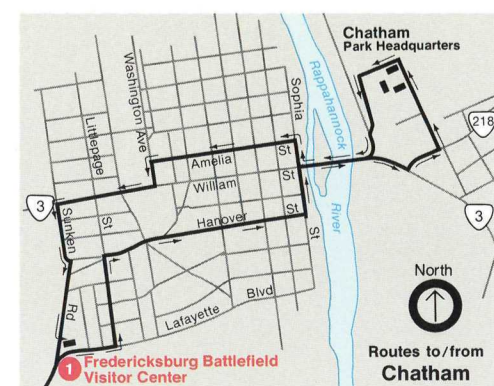 Chatham
Park Headquarters
Washington Ave
Rappahannock
River
Sophia
St
Littlepage
St
218
Amelia
St
William
St
3
Sunken
Rd
Hanover
St
3
North
Lafayette Blvd
1
Fredericksburg Battlefield
Visitor Center
Routes to/from
Chatham